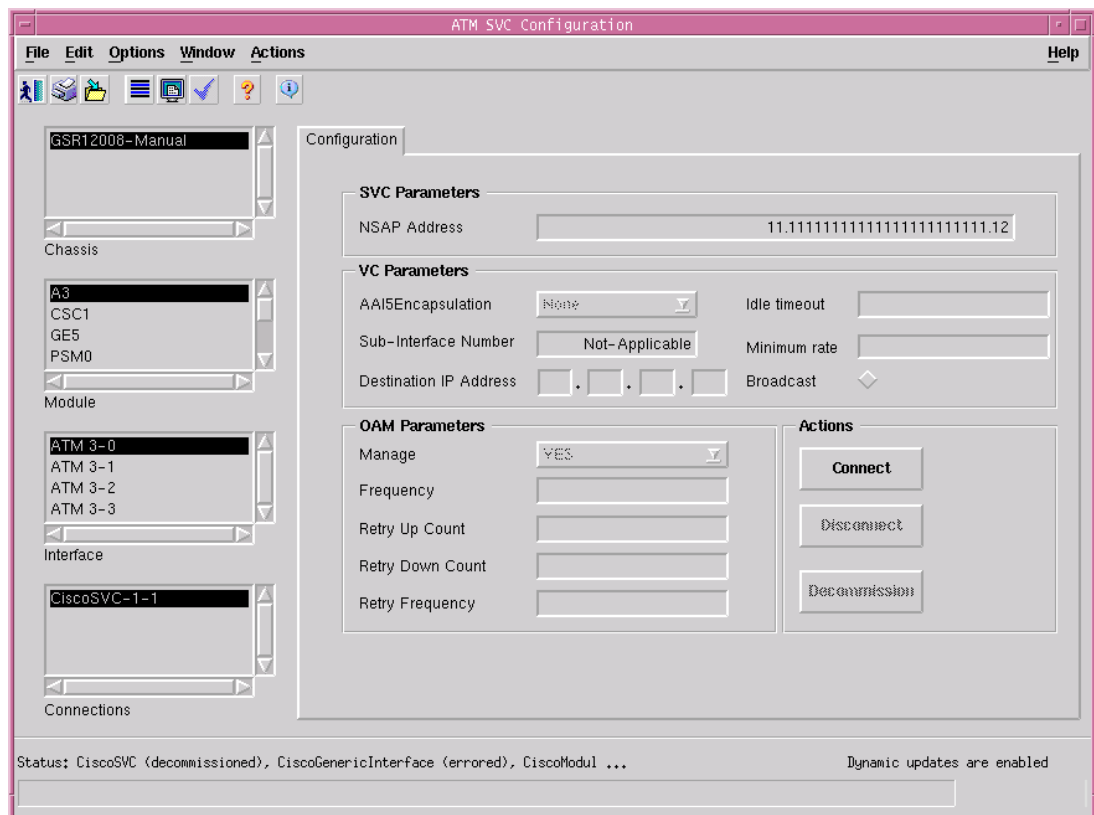 ATM SVC Configuration
File Edit Options Window Actions Help
GSR12008-Manual
Chassis
A3
CSC1
GE5
PSM0
Module
ATM 3-0
ATM 3-1
ATM 3-2
ATM 3-3
Interface
CiscoSVC-1-1
Connections
Configuration
SVC Parameters
NSAP Address 11.11111111111111111111111.12
VC Parameters
AAl5Encapsulation None Idle timeout
Sub-Interface Number Not-Applicable Minimum rate
Destination IP Address . . . Broadcast
OAM Parameters
Manage YES
Frequency
Retry Up Count
Retry Down Count
Retry Frequency
Actions
Connect
Disconnect
Decommission
Status: CiscoSVC (decommissioned), CiscoGenericInterface (errored), CiscoModul ... Dynamic updates are enabled